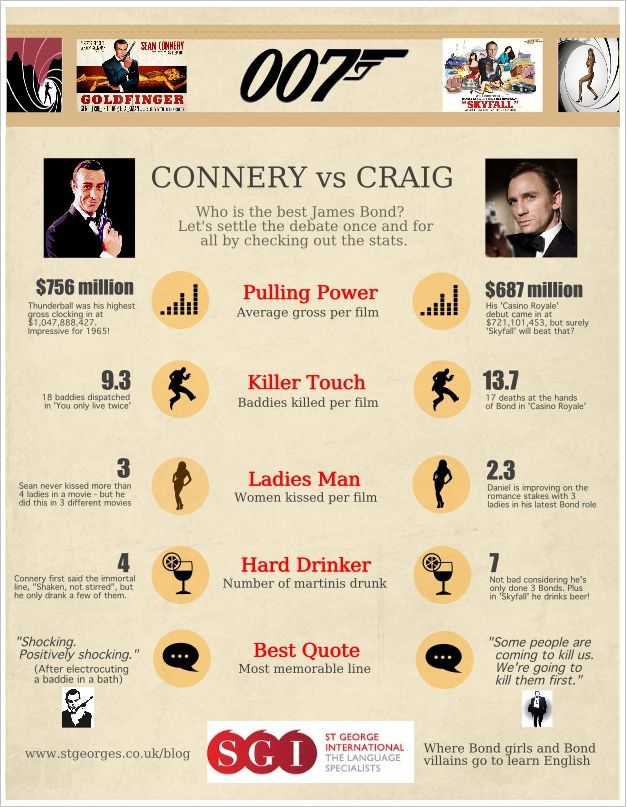 SEAN CONNERY
GOLDFINGER
007
"SKYFALL"
CONNERY vs CRAIG
Who is the best James Bond?
Let's settle the debate once and for
all by checking out the stats.
$756 million
Thunderball was his highest
gross clocking in at
$1,047,888,427.
Impressive for 1965!
Pulling Power
Average gross per film
$687 million
His 'Casino Royale'
debut came in at
$721,101,453, but surely
'Skyfall' will beat that?
9.3
18 baddies dispatched
in 'You only live twice'
Killer Touch
Baddies killed per film
13.7
17 deaths at the hands
of Bond in 'Casino Royale'
3
Sean never kissed more than
4 ladies in a movie - but he
did this in 3 different movies
Ladies Man
Women kissed per film
2.3
Daniel is improving on the
romance stakes with 3
ladies in his latest Bond role
4
Connery first said the immortal
line, "Shaken, not stirred", but
he only drank a few of them.
Hard Drinker
Number of martinis drunk
7
Not bad considering he's
only done 3 Bonds. Plus
in 'Skyfall' he drinks beer!
"Shocking.
Positively shocking."
(After electrocuting
a baddie in a bath)
Best Quote
Most memorable line
"Some people are
coming to kill us.
We're going to
kill them first."
www.stgeorges.co.uk/blog
SGI
ST GEORGE
INTERNATIONAL
THE LANGUAGE
SPECIALISTS
Where Bond girls and Bond
villains go to learn English